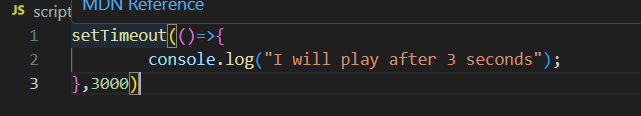 MDN Reference
JS script
1 setTimeout(()=>{
2 console.log("I will play after 3 seconds");
3 },3000)